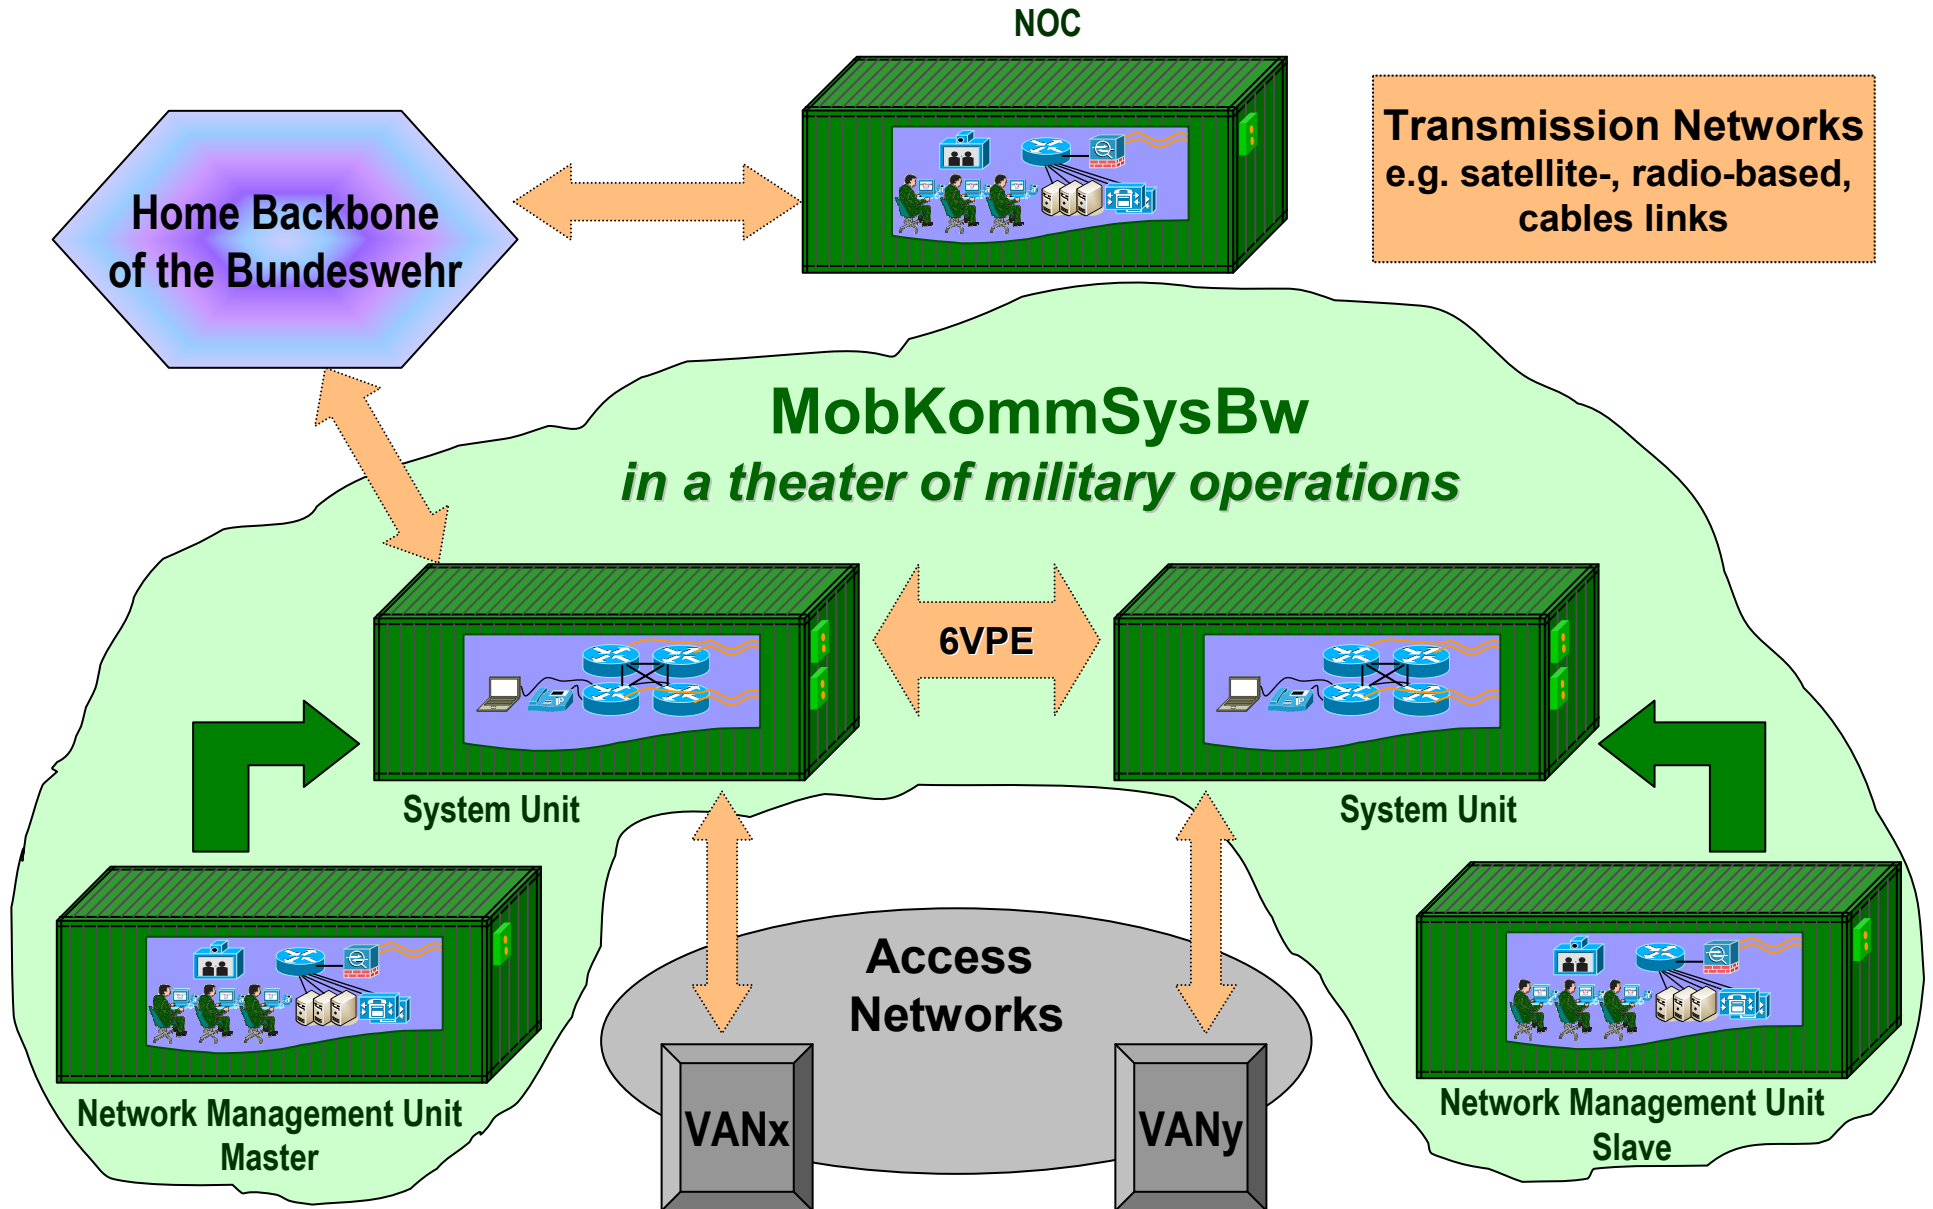 NOC
Transmission Networks
e.g. satellite-, radio-based,
cables links
Home Backbone
of the Bundeswehr
MobKommSysBw
in a theater of military operations
6VPE
System Unit
System Unit
Access
Networks
Network Management Unit
Master
VANx
VANy
Network Management Unit
Slave